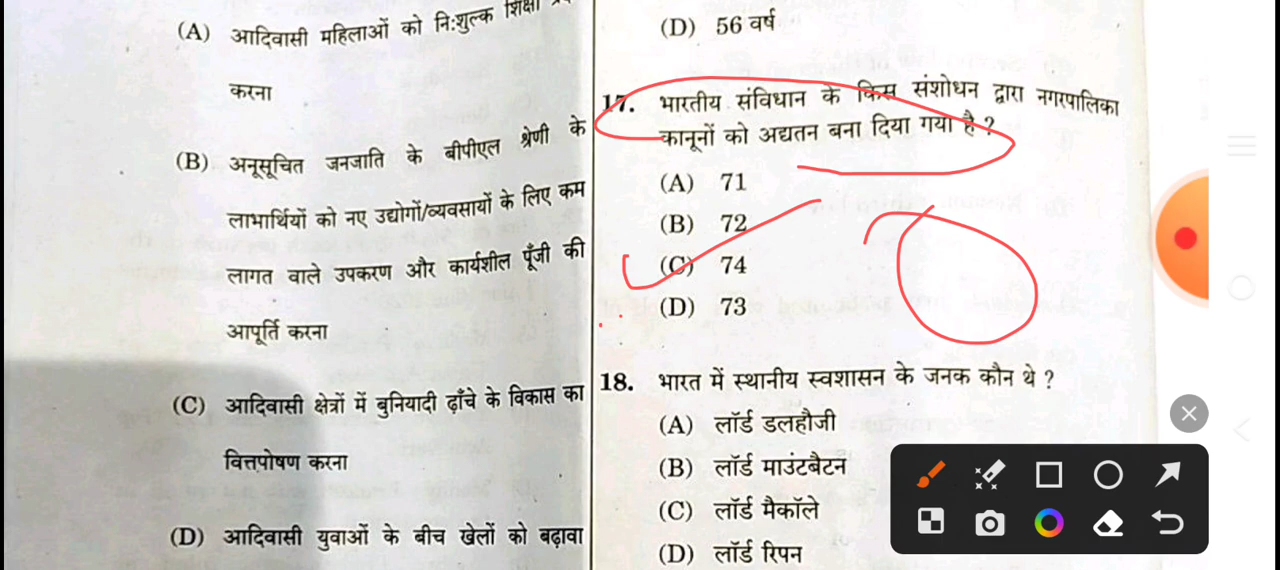 (A) आदिवासी महिलाओं को नि:शुल्क शिक्षा
करना
(B) अनुसूचित जनजाति के बीपीएल श्रेणी के
लाभार्थियों को नए उद्योगों/व्यवसायों के लिए कम
लागत वाले उपकरण और कार्यशील पूँजी की
आपूर्ति करना
(C) आदिवासी क्षेत्रों में बुनियादी ढ़ाँचे के विकास का
वित्तपोषण करना
(D) आदिवासी युवाओं के बीच खेलों को बढ़ावा
(D) 56 वर्ष
17. भारतीय संविधान के किस संशोधन द्वारा नगरपालिका
कानूनों को अद्यतन बना दिया गया है ?
(A) 71
(B) 72
(C) 74
(D) 73
18. भारत में स्थानीय स्वशासन के जनक कौन थे ?
(A) लॉर्ड डलहौजी
(B) लॉर्ड माउंटबैटन
(C) लॉर्ड मैकॉले
(D) लॉर्ड रिपन